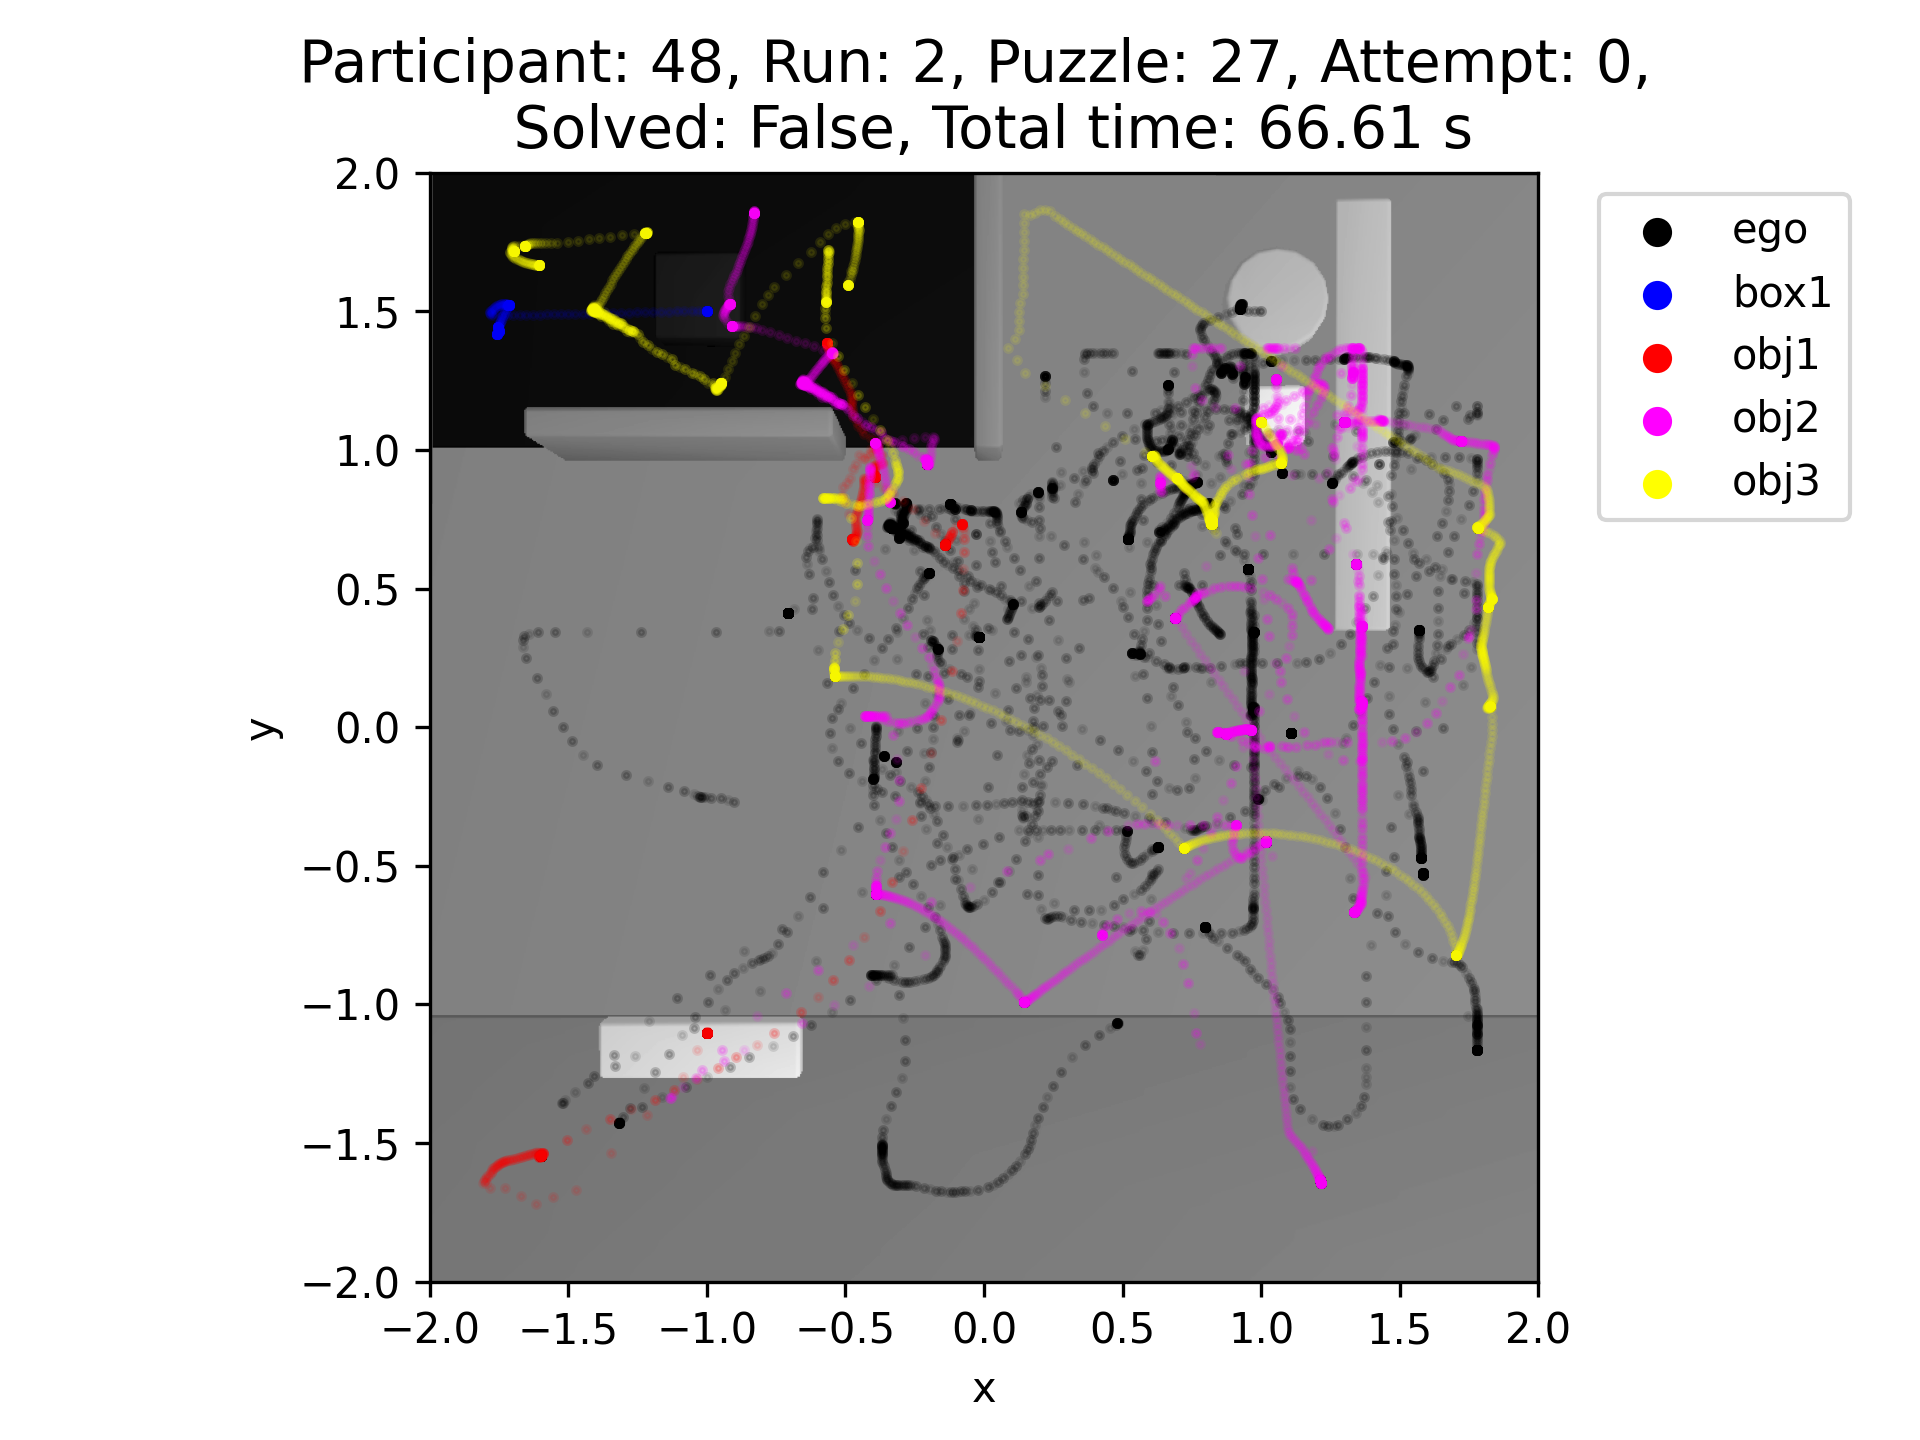 Participant: 48, Run: 2, Puzzle: 27, Attempt: 0,
Solved: False, Total time: 66.61 s
2.0
1.5
1.0
0.5
0.0
−0.5
−1.0
−1.5
−2.0
y
−2.0 −1.5 −1.0 −0.5 0.0 0.5 1.0 1.5 2.0
x
ego
box1
obj1
obj2
obj3